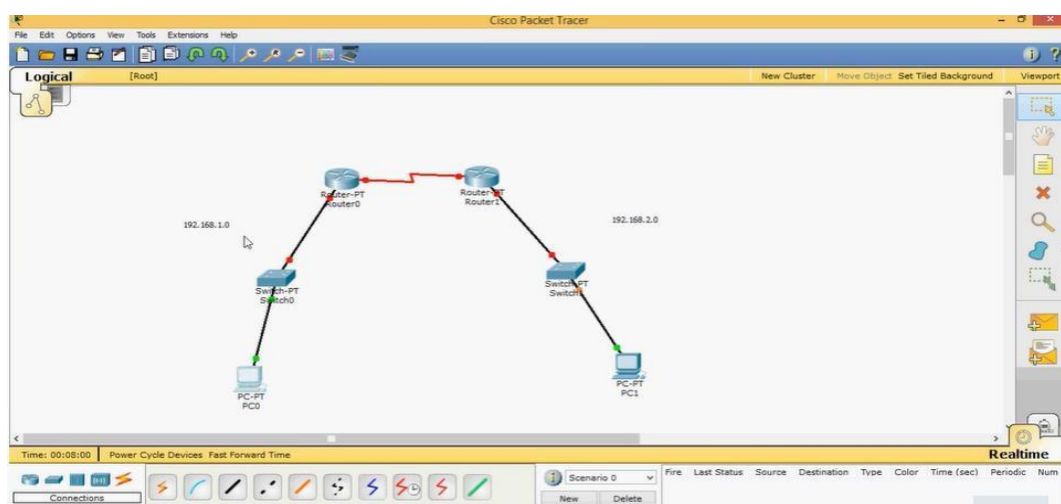 Cisco Packet Tracer
File Edit Options View Tools Extensions Help
Logical [Root] New Cluster Move Object Set Tiled Background Viewport
Router-PT
Router0
Router-PT
Router1
192.168.1.0
192.168.2.0
Switch-PT
Switch0
Switch-PT
PC-PT
PC0
PC-PT
PC1
Time: 00:08:00 Power Cycle Devices Fast Forward Time Realtime
Connections
Scenario 0
New Delete
Fire Last Status Source Destination Type Color Time (sec) Periodic Num